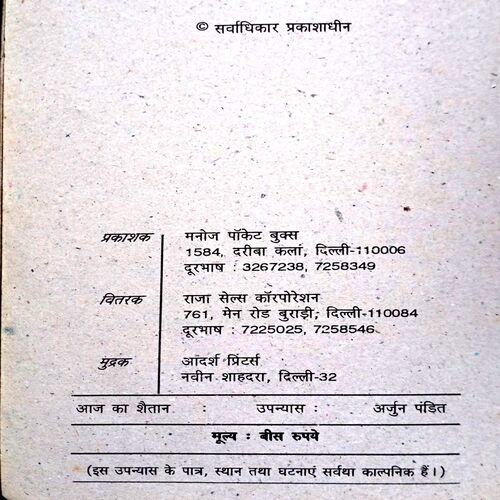 © सर्वाधिकार प्रकाशाधीन
प्रकाशक मनोज पॉकेट बुक्स
1584, दरीबा कलां, दिल्ली-110006
दूरभाष : 3267238, 7258349
वितरक राजा सेल्स कॉरपोरेशन
761, मेन रोड बुराड़ी, दिल्ली-110084
दूरभाष : 7225025, 7258546
मुद्रक आदर्श प्रिंटर्स
नवीन शाहदरा, दिल्ली-32
आज का शैतान : उपन्यास : अर्जुन पंडित
मूल्य : बीस रुपये
(इस उपन्यास के पात्र, स्थान तथा घटनाएं सर्वथा काल्पनिक हैं।)